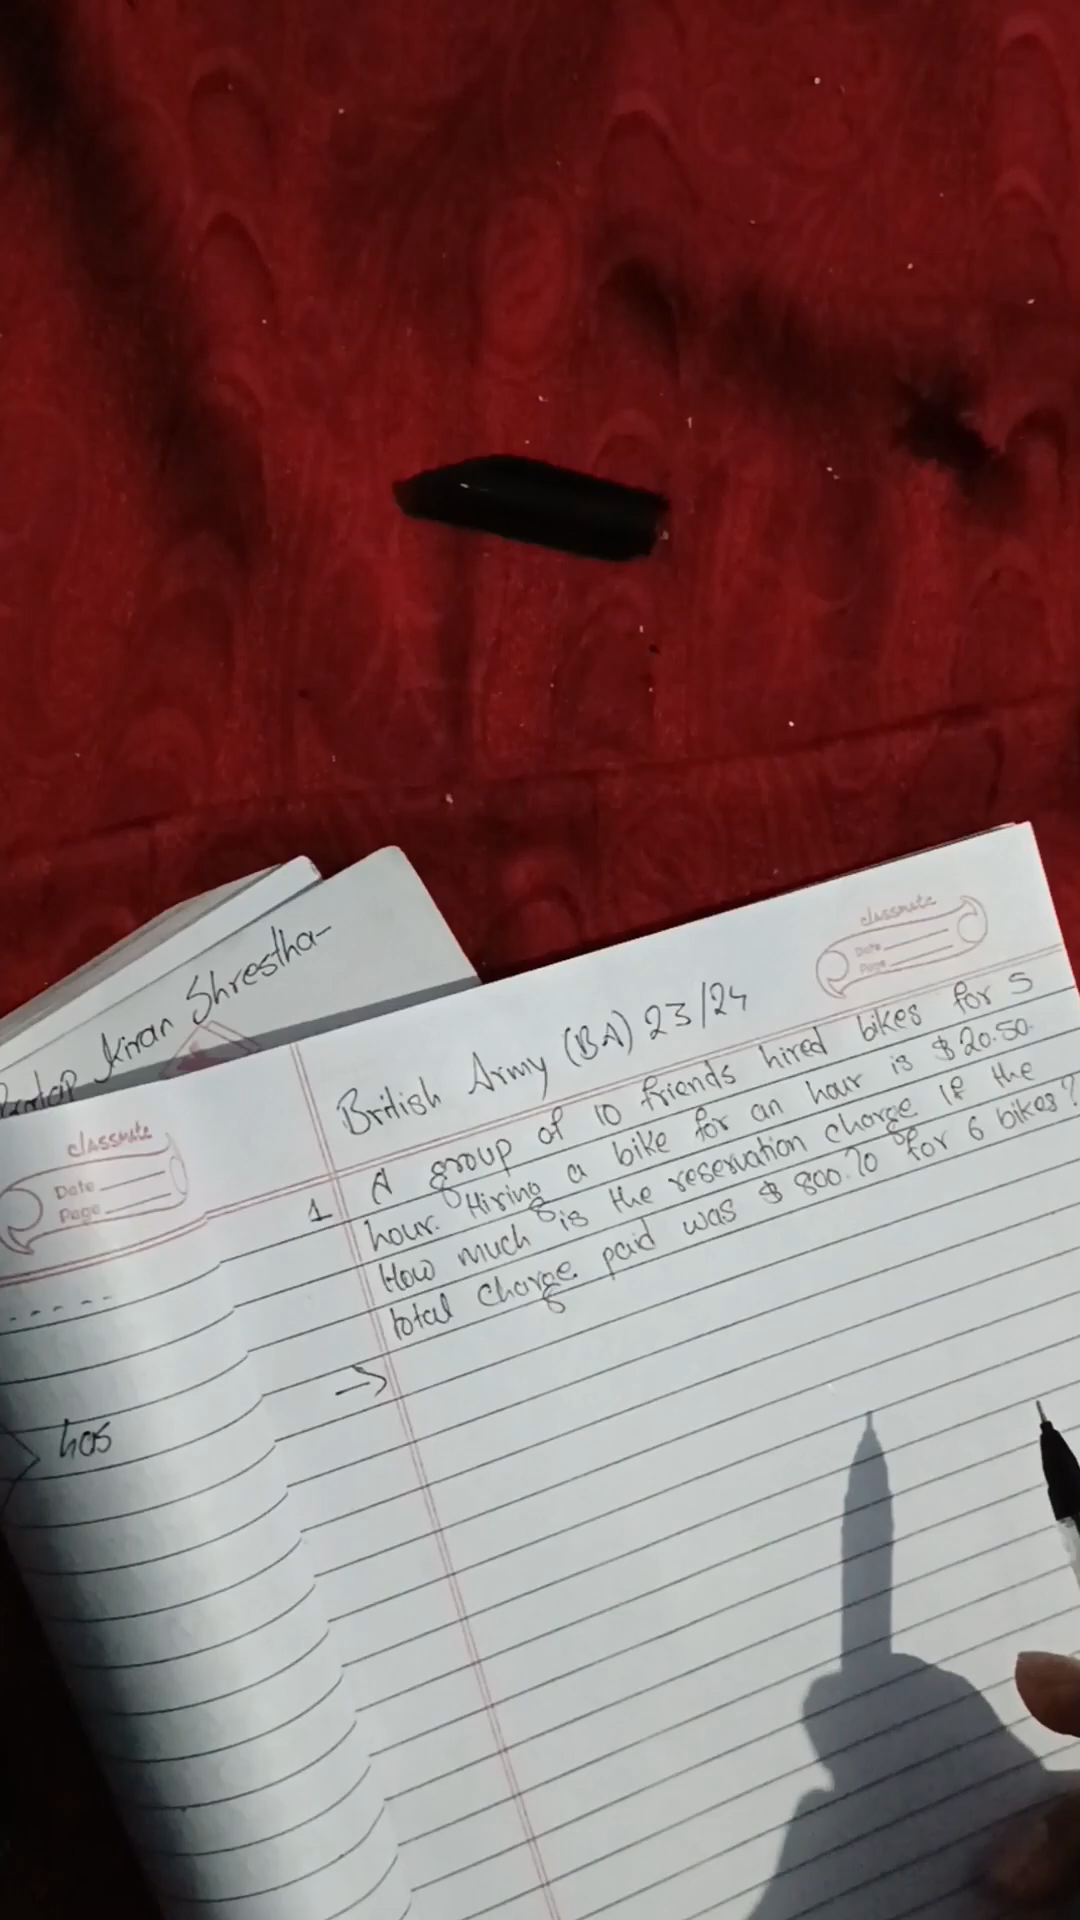 Kiran Shrestha
classmate
Date
Page
British Army (BA) 23/24
classmate
Date
Page
1 A group of 10 friends hired bikes for 5
hour. Hiring a bike for an hour is $20.50.
How much is the reservation charge if the
total charge paid was $800.70 for 6 bikes?
→
has